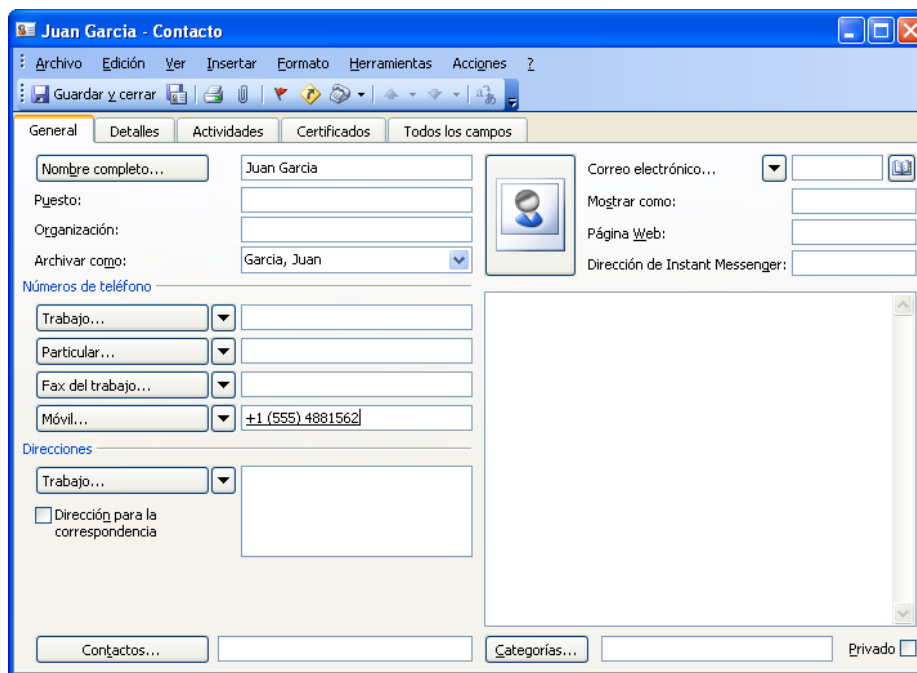 Juan Garcia - Contacto
Archivo Edición Ver Insertar Formato Herramientas Acciones ?
Guardar y cerrar
General Detalles Actividades Certificados Todos los campos
Nombre completo... Juan Garcia
Puesto:
Organización:
Archivar como: Garcia, Juan
Correo electrónico...
Mostrar como:
Página Web:
Dirección de Instant Messenger:
Números de teléfono
Trabajo...
Particular...
Fax del trabajo...
Móvil... +1 (555) 4881562
Direcciones
Trabajo...
Dirección para la
correspondencia
Contactos... Categorías... Privado